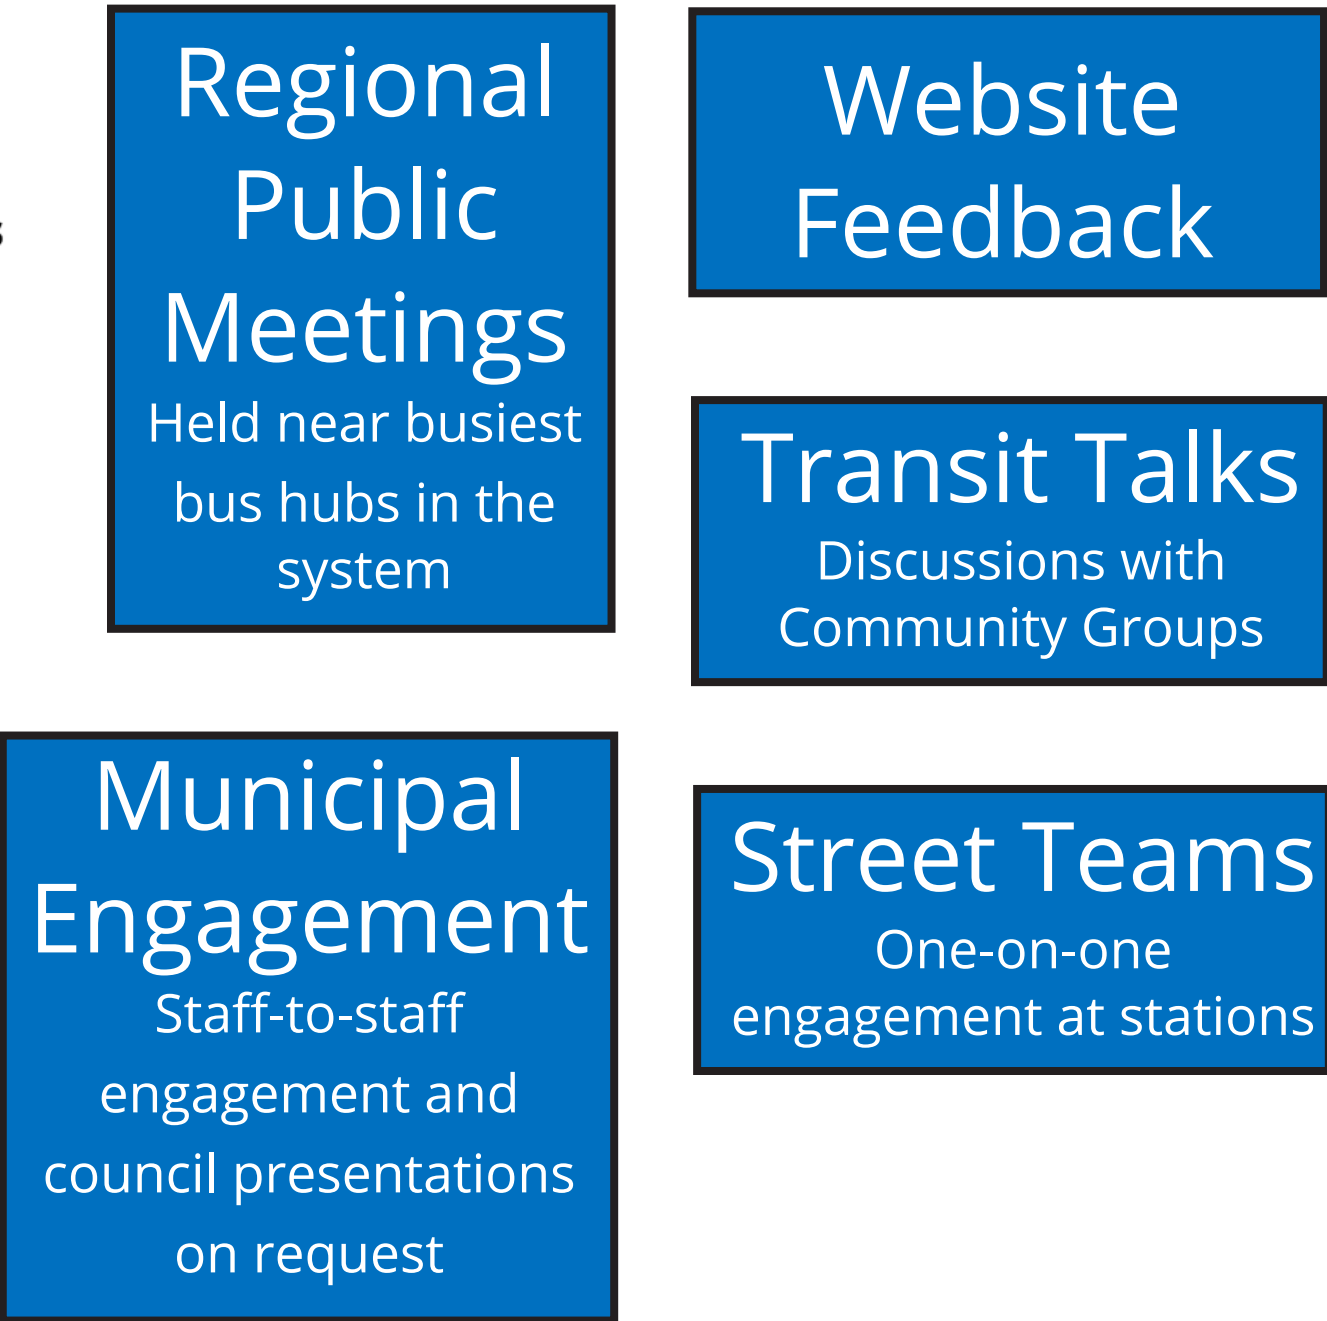 Regional
Public
Meetings
Held near busiest
bus hubs in the
system
Municipal
Engagement
Staff-to-staff
engagement and
council presentations
on request
Website
Feedback
Transit Talks
Discussions with
Community Groups
Street Teams
One-on-one
engagement at stations